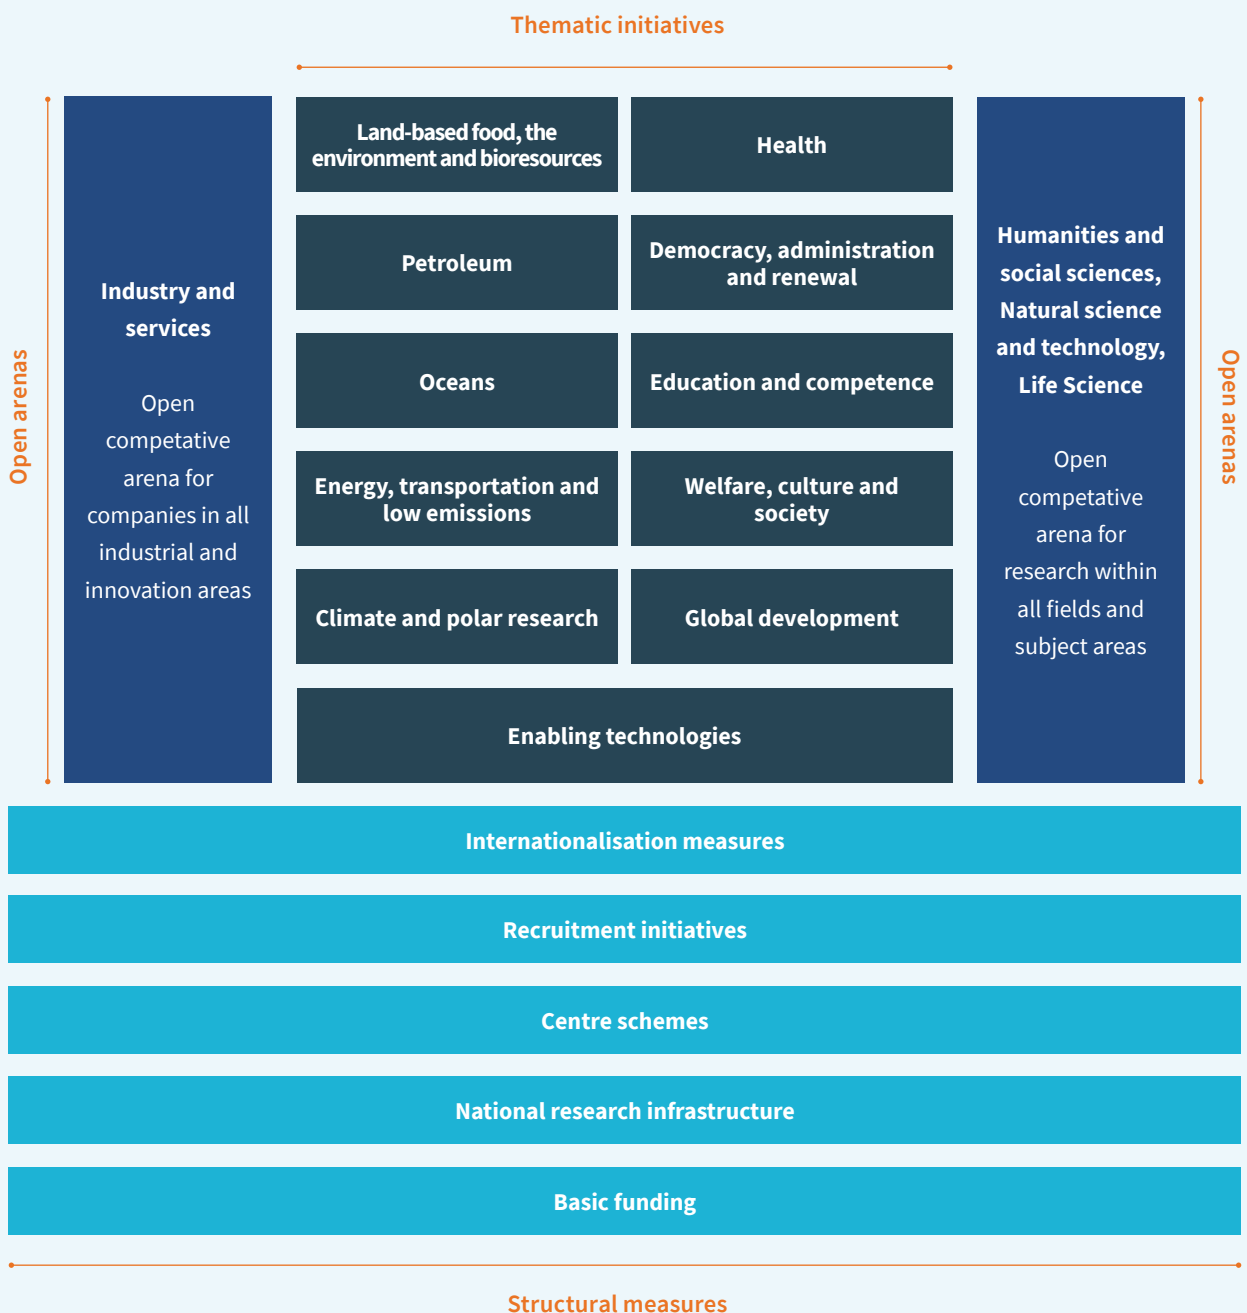 Thematic initiatives
Open arenas
Industry and
services
Open
competative
arena for
companies in all
industrial and
innovation areas
Land-based food, the
environment and bioresources
Health
Petroleum
Democracy, administration
and renewal
Oceans
Education and competence
Energy, transportation and
low emissions
Welfare, culture and
society
Climate and polar research
Global development
Enabling technologies
Humanities and
social sciences,
Natural science
and technology,
Life Science
Open
competative
arena for
research within
all fields and
subject areas
Open arenas
Internationalisation measures
Recruitment initiatives
Centre schemes
National research infrastructure
Basic funding
Structural measures